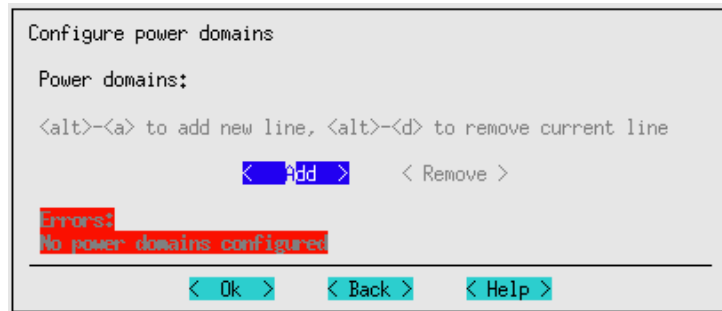 Configure power domains
Power domains:
<alt>-<a> to add new line, <alt>-<d> to remove current line
< Add > < Remove >
Errors:
No power domains configured
< Ok > < Back > < Help >